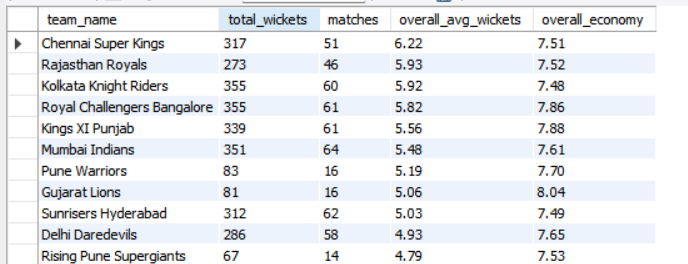 team_name total_wickets matches overall_avg_wickets overall_economy
Chennai Super Kings 317 51 6.22 7.51
Rajasthan Royals 273 46 5.93 7.52
Kolkata Knight Riders 355 60 5.92 7.48
Royal Challengers Bangalore 355 61 5.82 7.86
Kings XI Punjab 339 61 5.56 7.88
Mumbai Indians 351 64 5.48 7.61
Pune Warriors 83 16 5.19 7.70
Gujarat Lions 81 16 5.06 8.04
Sunrisers Hyderabad 312 62 5.03 7.49
Delhi Daredevils 286 58 4.93 7.65
Rising Pune Supergiants 67 14 4.79 7.53